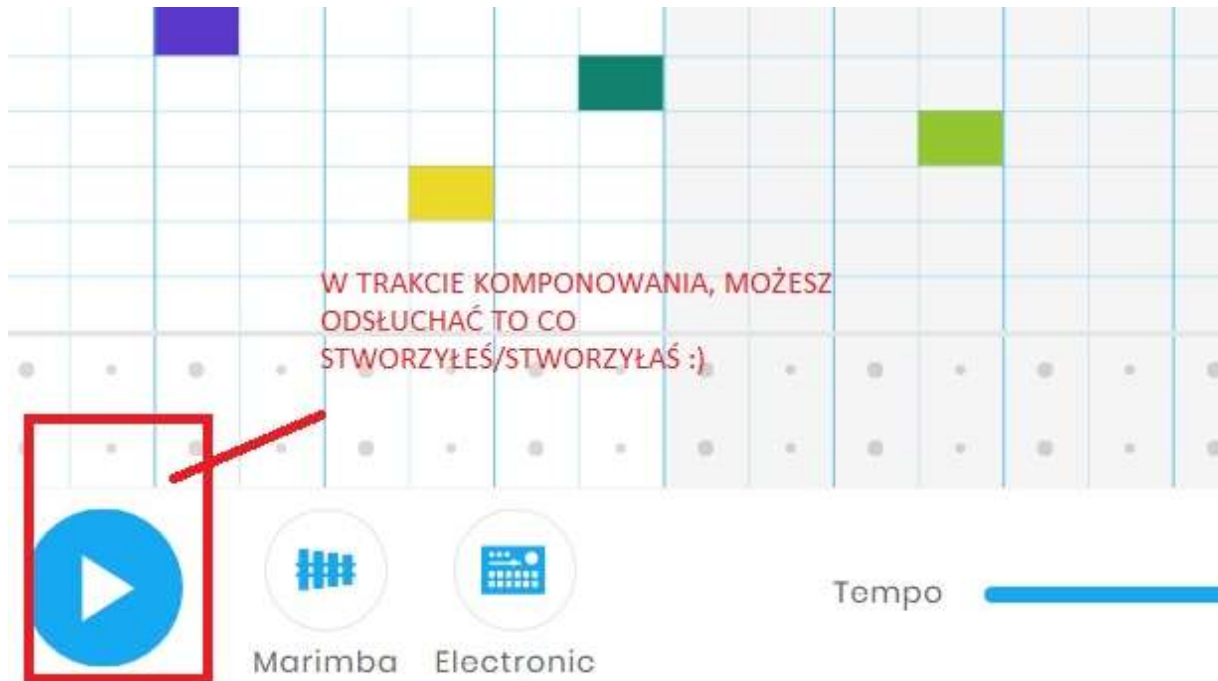 W TRAKCIE KOMPONOWANIA, MOŻESZ
ODSŁUCHAĆ TO CO
STWORZYŁEŚ/STWORZYŁAŚ :)
Tempo
Marimba Electronic